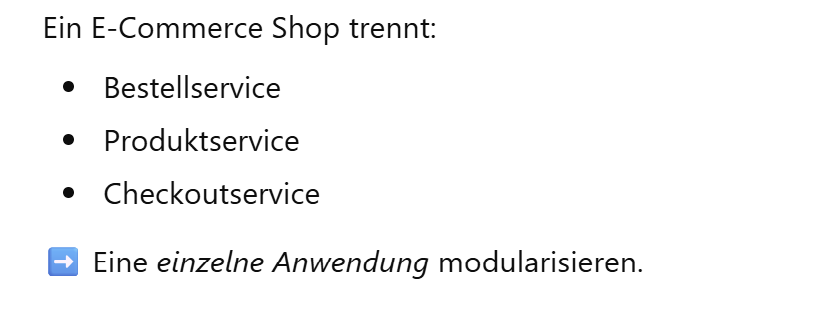 Ein E-Commerce Shop trennt:
• Bestellservice
• Produktservice
• Checkoutservice
➡️ Eine einzelne Anwendung modularisieren.